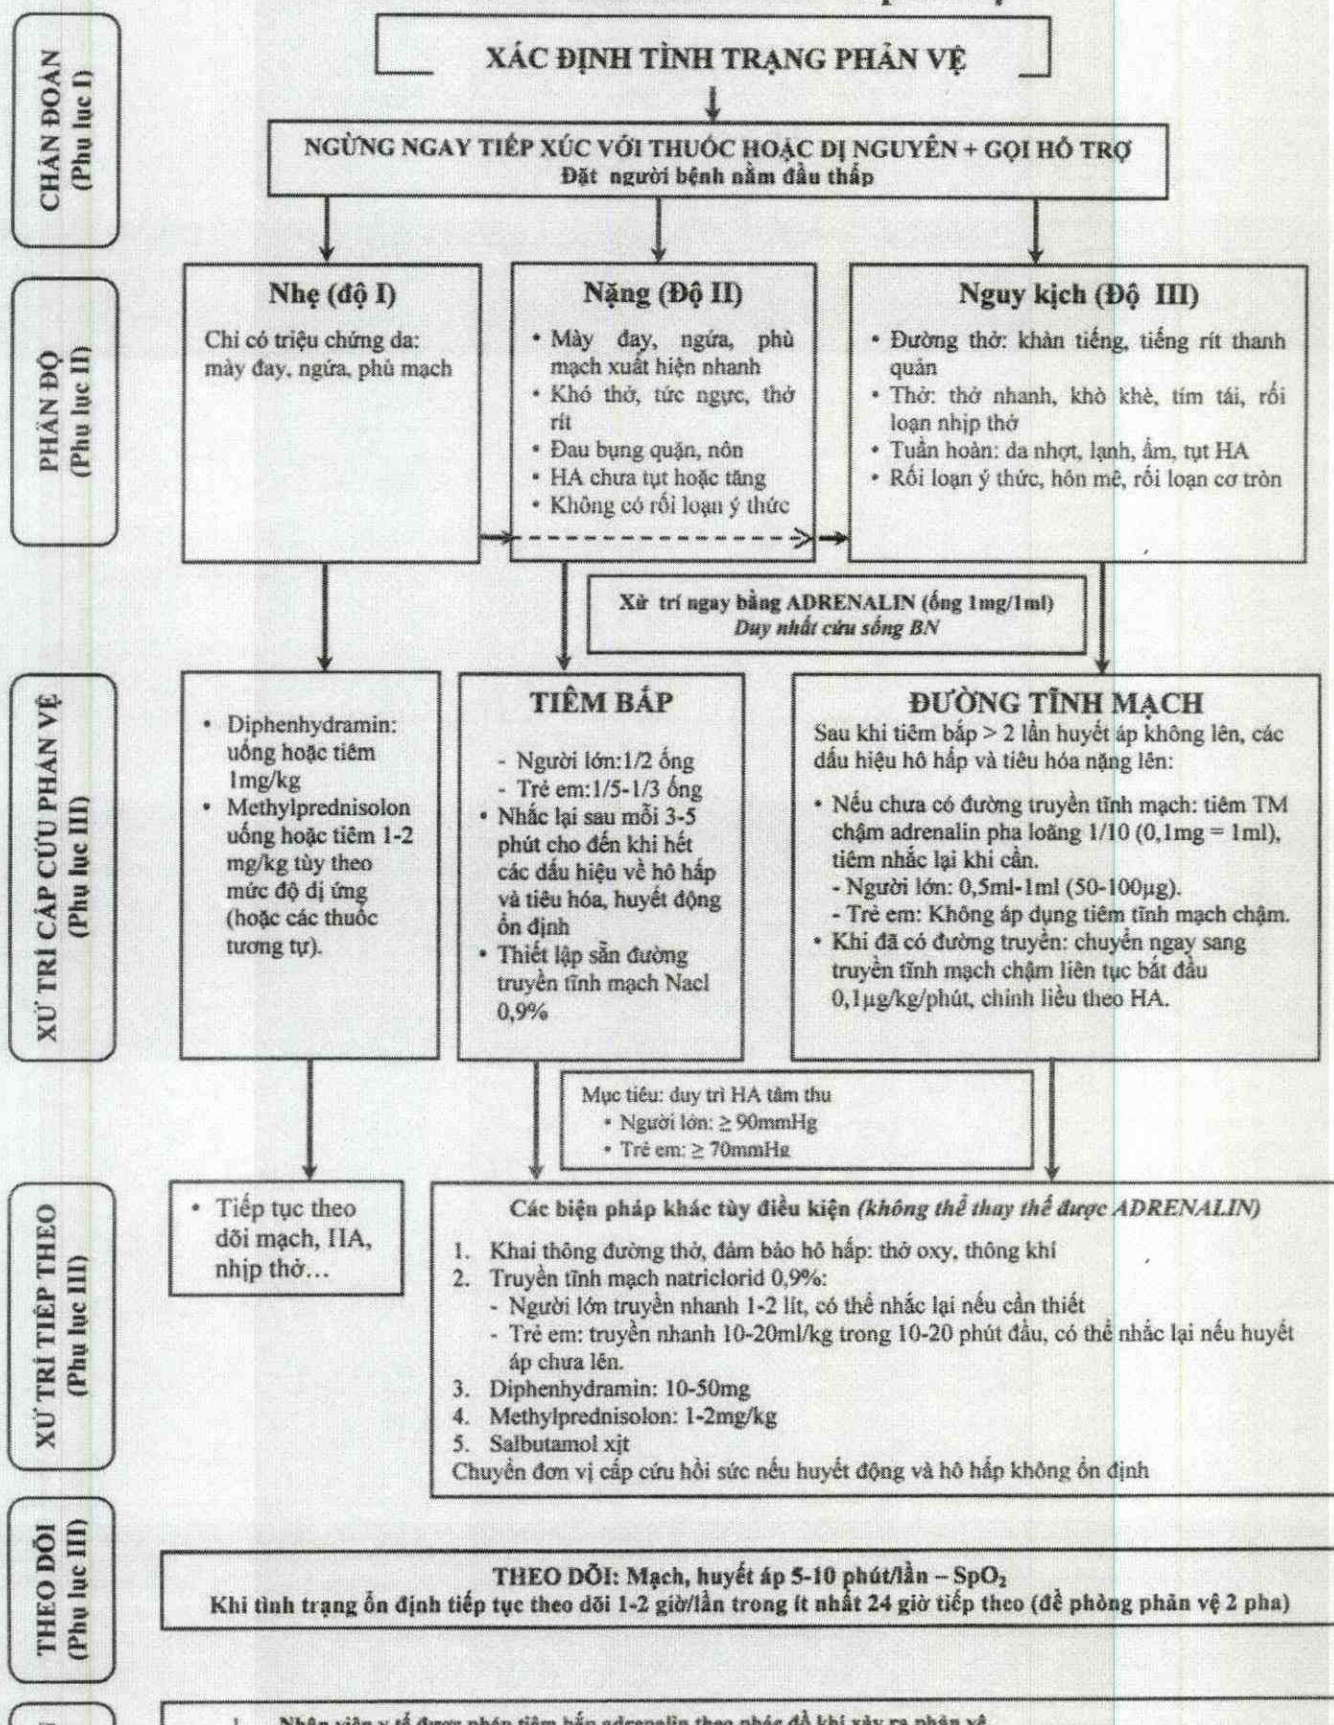 XÁC ĐỊNH TÌNH TRẠNG PHẢN VỆ
CHẨN ĐOÁN
(Phụ lục I)
NGỪNG NGAY TIẾP XÚC VỚI THUỐC HOẶC DỊ NGUYÊN + GỌI HỖ TRỢ
Đặt người bệnh nằm đầu thấp
PHÂN ĐỘ
(Phụ lục II)
Nhẹ (độ I)
Chỉ có triệu chứng da:
mày đay, ngứa, phù mạch
Nặng (Độ II)
• Mày đay, ngứa, phù
mạch xuất hiện nhanh
• Khó thở, tức ngực, thở
rít
• Đau bụng quặn, nôn
• HA chưa tụt hoặc tăng
• Không có rối loạn ý thức
Nguy kịch (Độ III)
• Đường thở: khàn tiếng, tiếng rít thanh
quản
• Thở: thở nhanh, khò khè, tím tái, rối
loạn nhịp thở
• Tuần hoàn: da nhợt, lạnh, ẩm, tụt HA
• Rối loạn ý thức, hôn mê, rối loạn cơ tròn
Xử trí ngay bằng ADRENALIN (ống 1mg/1ml)
Duy nhất cứu sống BN
XỬ TRÍ CẤP CỨU PHẢN VỆ
(Phụ lục III)
• Diphenhydramin:
uống hoặc tiêm
1mg/kg
• Methylprednisolon
uống hoặc tiêm 1-2
mg/kg tùy theo
mức độ dị ứng
(hoặc các thuốc
tương tự).
TIÊM BẮP
- Người lớn:1/2 ống
- Trẻ em:1/5-1/3 ống
• Nhắc lại sau mỗi 3-5
phút cho đến khi hết
các dấu hiệu về hô hấp
và tiêu hóa, huyết động
ổn định
• Thiết lập sẵn đường
truyền tĩnh mạch Nacl
0,9%
ĐƯỜNG TĨNH MẠCH
Sau khi tiêm bắp > 2 lần huyết áp không lên, các
dấu hiệu hô hấp và tiêu hóa nặng lên:
• Nếu chưa có đường truyền tĩnh mạch: tiêm TM
chậm adrenalin pha loãng 1/10 (0,1mg = 1ml),
tiêm nhắc lại khi cần.
- Người lớn: 0,5ml-1ml (50-100µg).
- Trẻ em: Không áp dụng tiêm tĩnh mạch chậm.
• Khi đã có đường truyền: chuyển ngay sang
truyền tĩnh mạch chậm liên tục bắt đầu
0,1µg/kg/phút, chỉnh liều theo HA.
Mục tiêu: duy trì HA tâm thu
• Người lớn: ≥ 90mmHg
• Trẻ em: ≥ 70mmHg
XỬ TRÍ TIẾP THEO
(Phụ lục III)
• Tiếp tục theo
dõi mạch, HA,
nhịp thở…
Các biện pháp khác tùy điều kiện (không thể thay thế được ADRENALIN)
1. Khai thông đường thở, đảm bảo hô hấp: thở oxy, thông khí
2. Truyền tĩnh mạch natriclorid 0,9%:
- Người lớn truyền nhanh 1-2 lít, có thể nhắc lại nếu cần thiết
- Trẻ em: truyền nhanh 10-20ml/kg trong 10-20 phút đầu, có thể nhắc lại nếu huyết
áp chưa lên.
3. Diphenhydramin: 10-50mg
4. Methylprednisolon: 1-2mg/kg
5. Salbutamol xịt
Chuyển đơn vị cấp cứu hồi sức nếu huyết động và hô hấp không ổn định
THEO DÕI
(Phụ lục III)
THEO DÕI: Mạch, huyết áp 5-10 phút/lần – SpO₂
Khi tình trạng ổn định tiếp tục theo dõi 1-2 giờ/lần trong ít nhất 24 giờ tiếp theo (đề phòng phản vệ 2 pha)
1. Nhân viên y tế được phép tiêm bắp adrenalin theo phác đồ khi xảy ra phản vệ